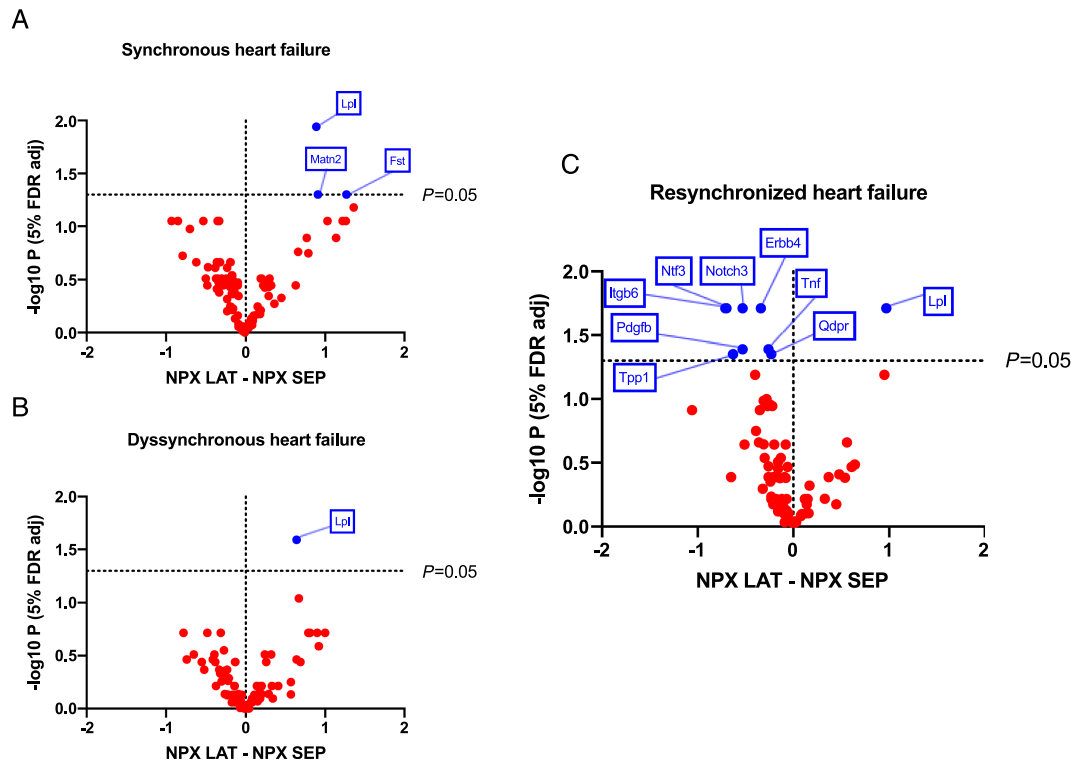 A
Synchronous heart failure
Lpl
Matn2
Fst
P=0.05
2.0
1.5
1.0
0.5
0.0
-log10 P (5% FDR adj)
-2
-1
0
1
2
NPX LAT - NPX SEP
B
Dyssynchronous heart failure
Lpl
P=0.05
2.0
1.5
1.0
0.5
0.0
-log10 P (5% FDR adj)
-2
-1
0
1
2
NPX LAT - NPX SEP
C
Resynchronized heart failure
Erbb4
Ntf3
Notch3
Tnf
Itgb6
Lpl
Pdgfb
Qdpr
Tpp1
P=0.05
2.0
1.5
1.0
0.5
0.0
-log10 P (5% FDR adj)
-2
-1
0
1
2
NPX LAT - NPX SEP